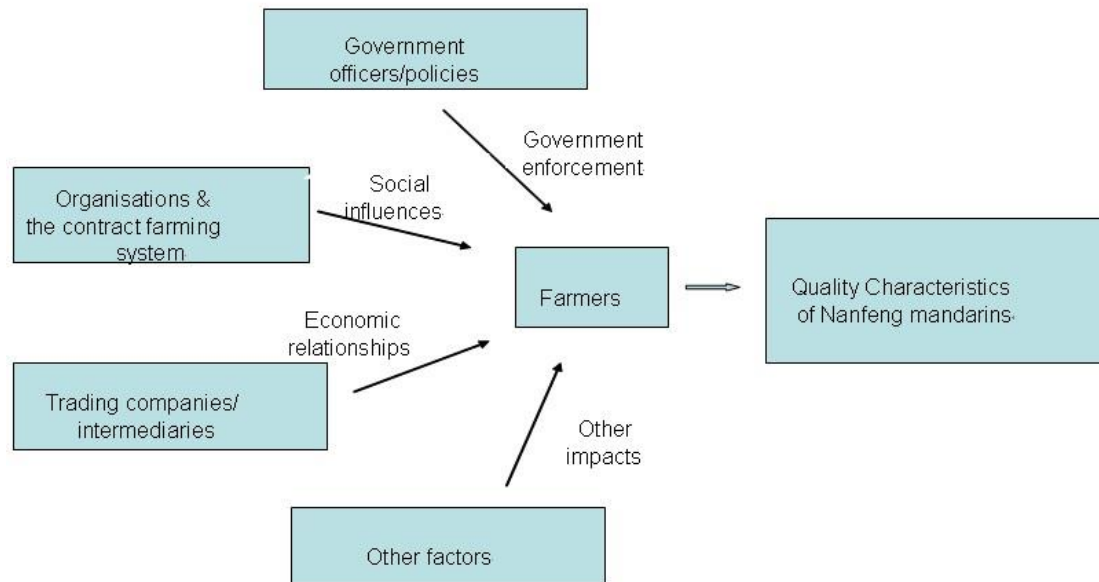 Government
officers/policies
Government
enforcement
Social
influences
Organisations &
the contract farming
system
Farmers
Quality Characteristics
of Nanfeng mandarins
Economic
relationships
Trading companies/
intermediaries
Other
impacts
Other factors